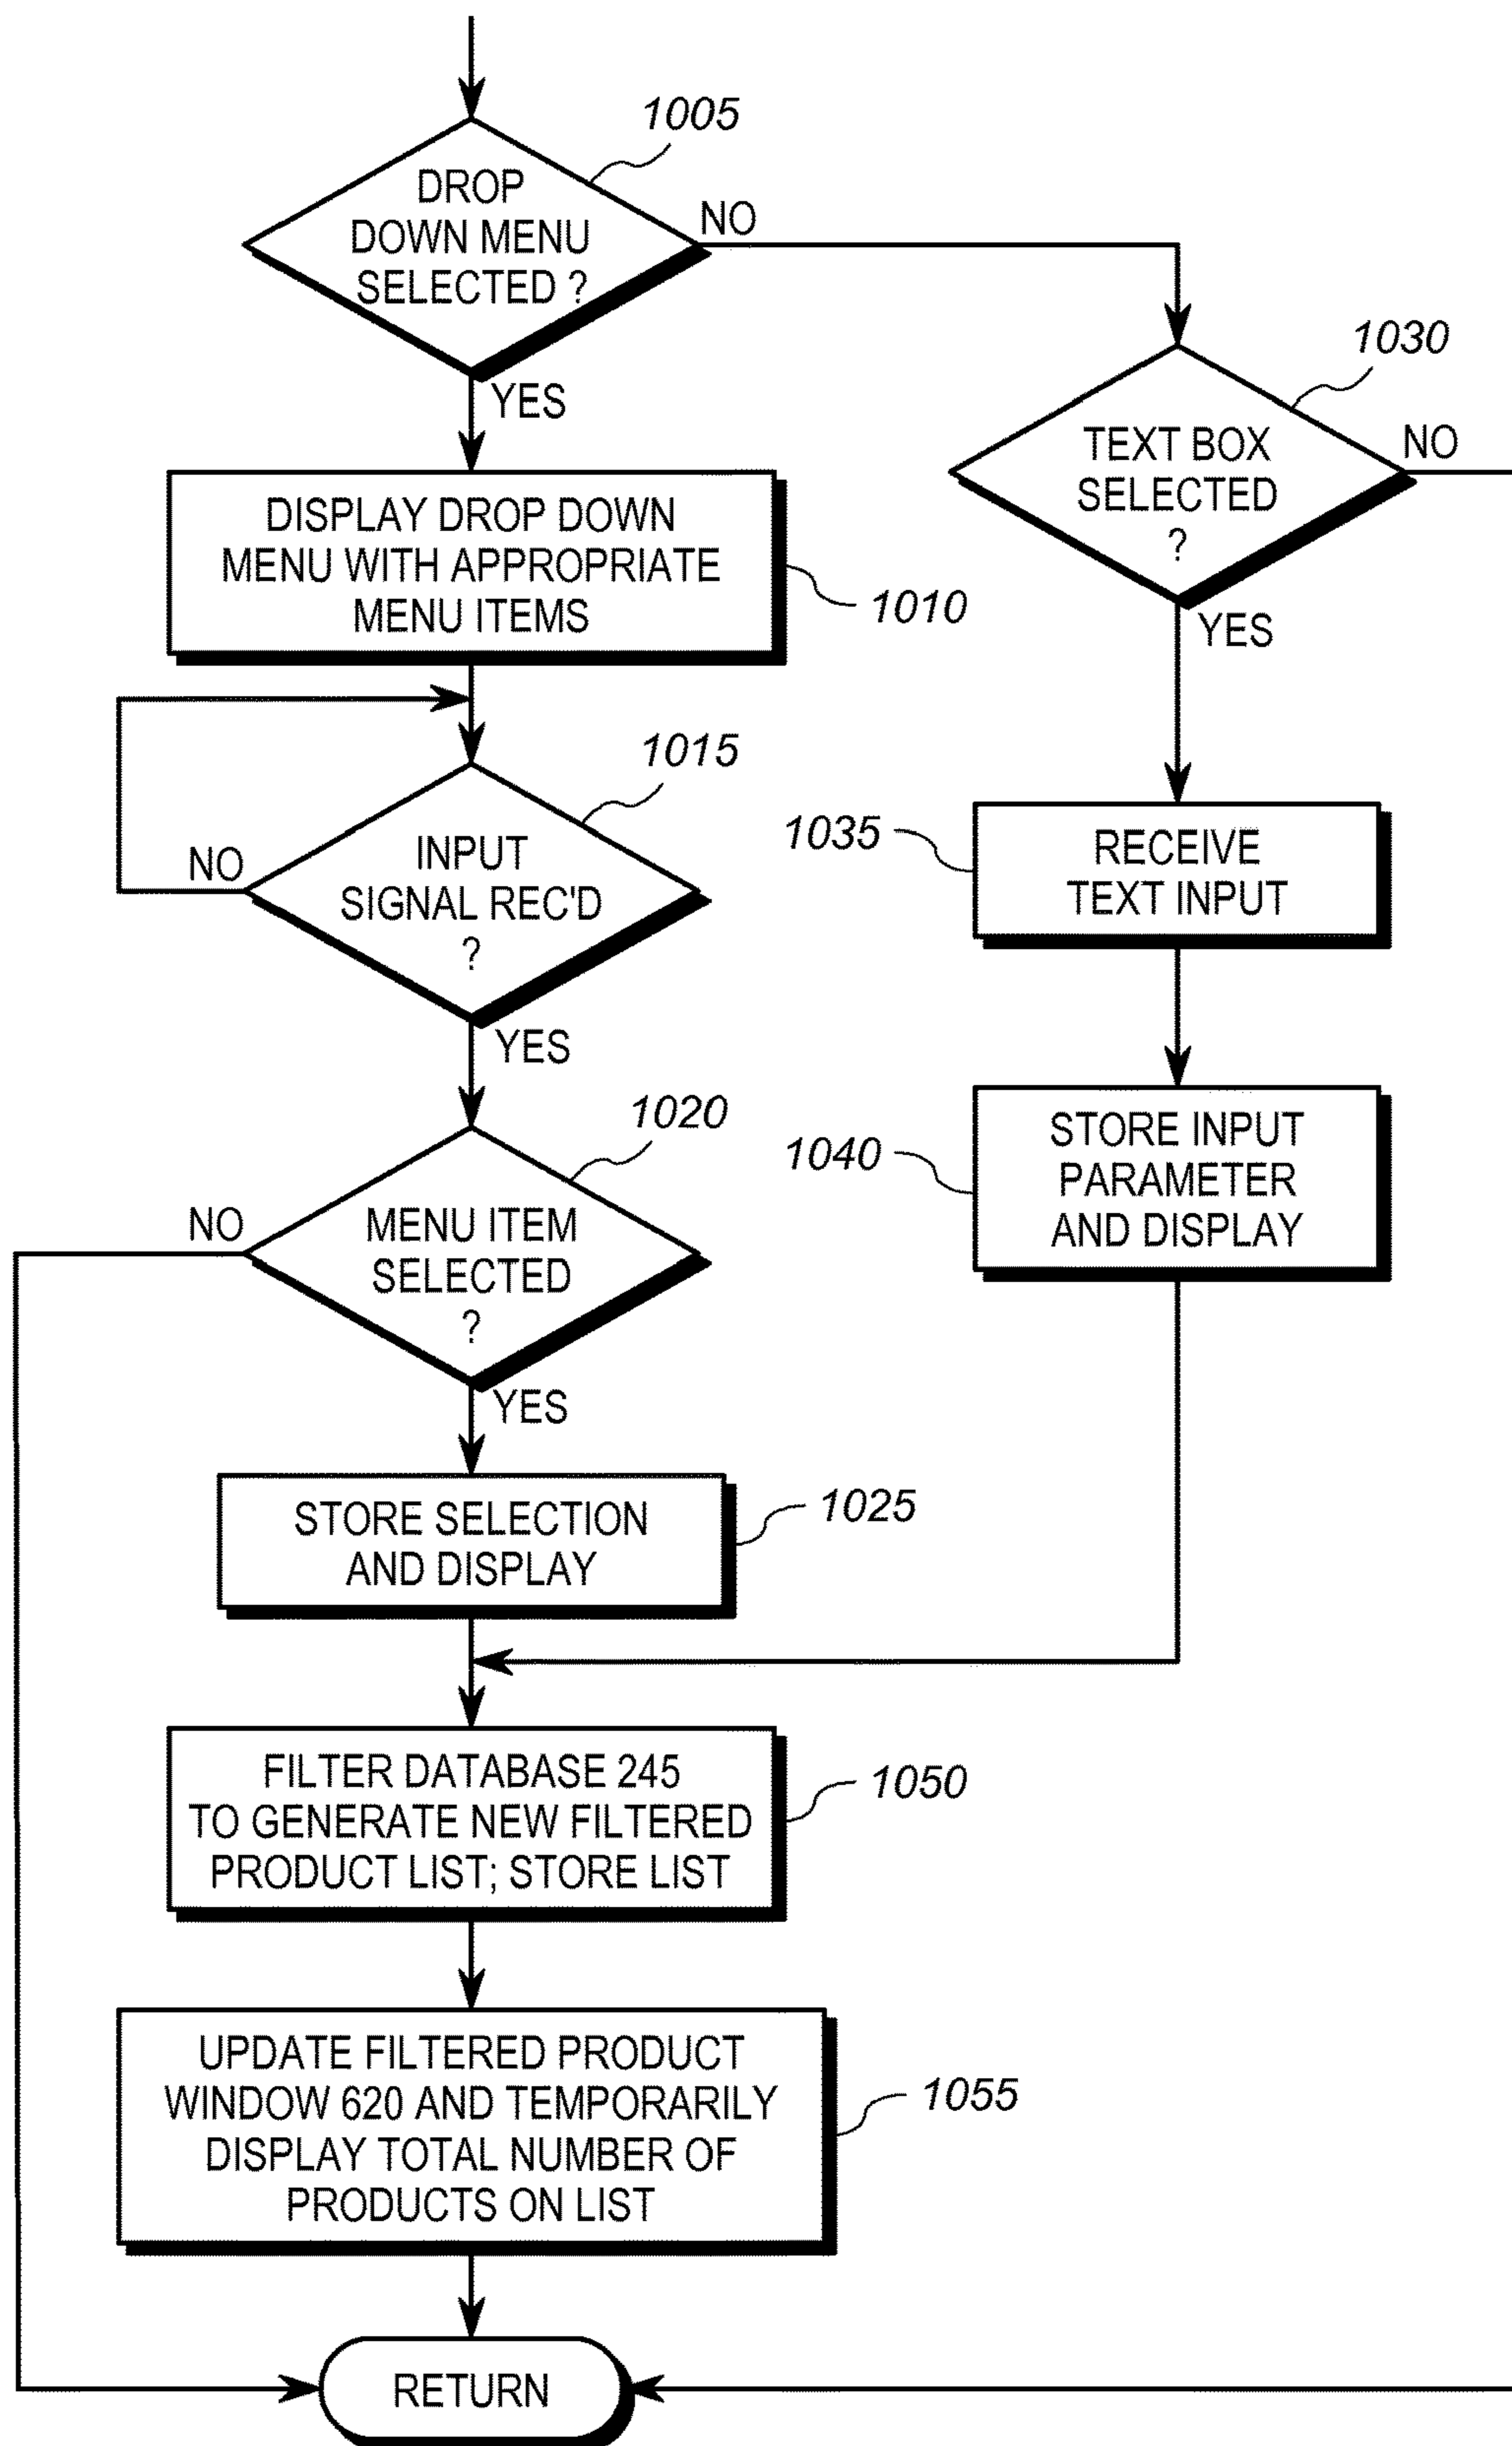 1005
DROP
DOWN MENU
SELECTED ?
NO
YES
1030
TEXT BOX
SELECTED
?
NO
YES
DISPLAY DROP DOWN
MENU WITH APPROPRIATE
MENU ITEMS
1010
1015
INPUT
SIGNAL REC'D
?
NO
YES
1035
RECEIVE
TEXT INPUT
1020
MENU ITEM
SELECTED
?
NO
YES
1040
STORE INPUT
PARAMETER
AND DISPLAY
STORE SELECTION
AND DISPLAY
1025
FILTER DATABASE 245
TO GENERATE NEW FILTERED
PRODUCT LIST; STORE LIST
1050
UPDATE FILTERED PRODUCT
WINDOW 620 AND TEMPORARILY
DISPLAY TOTAL NUMBER OF
PRODUCTS ON LIST
1055
RETURN